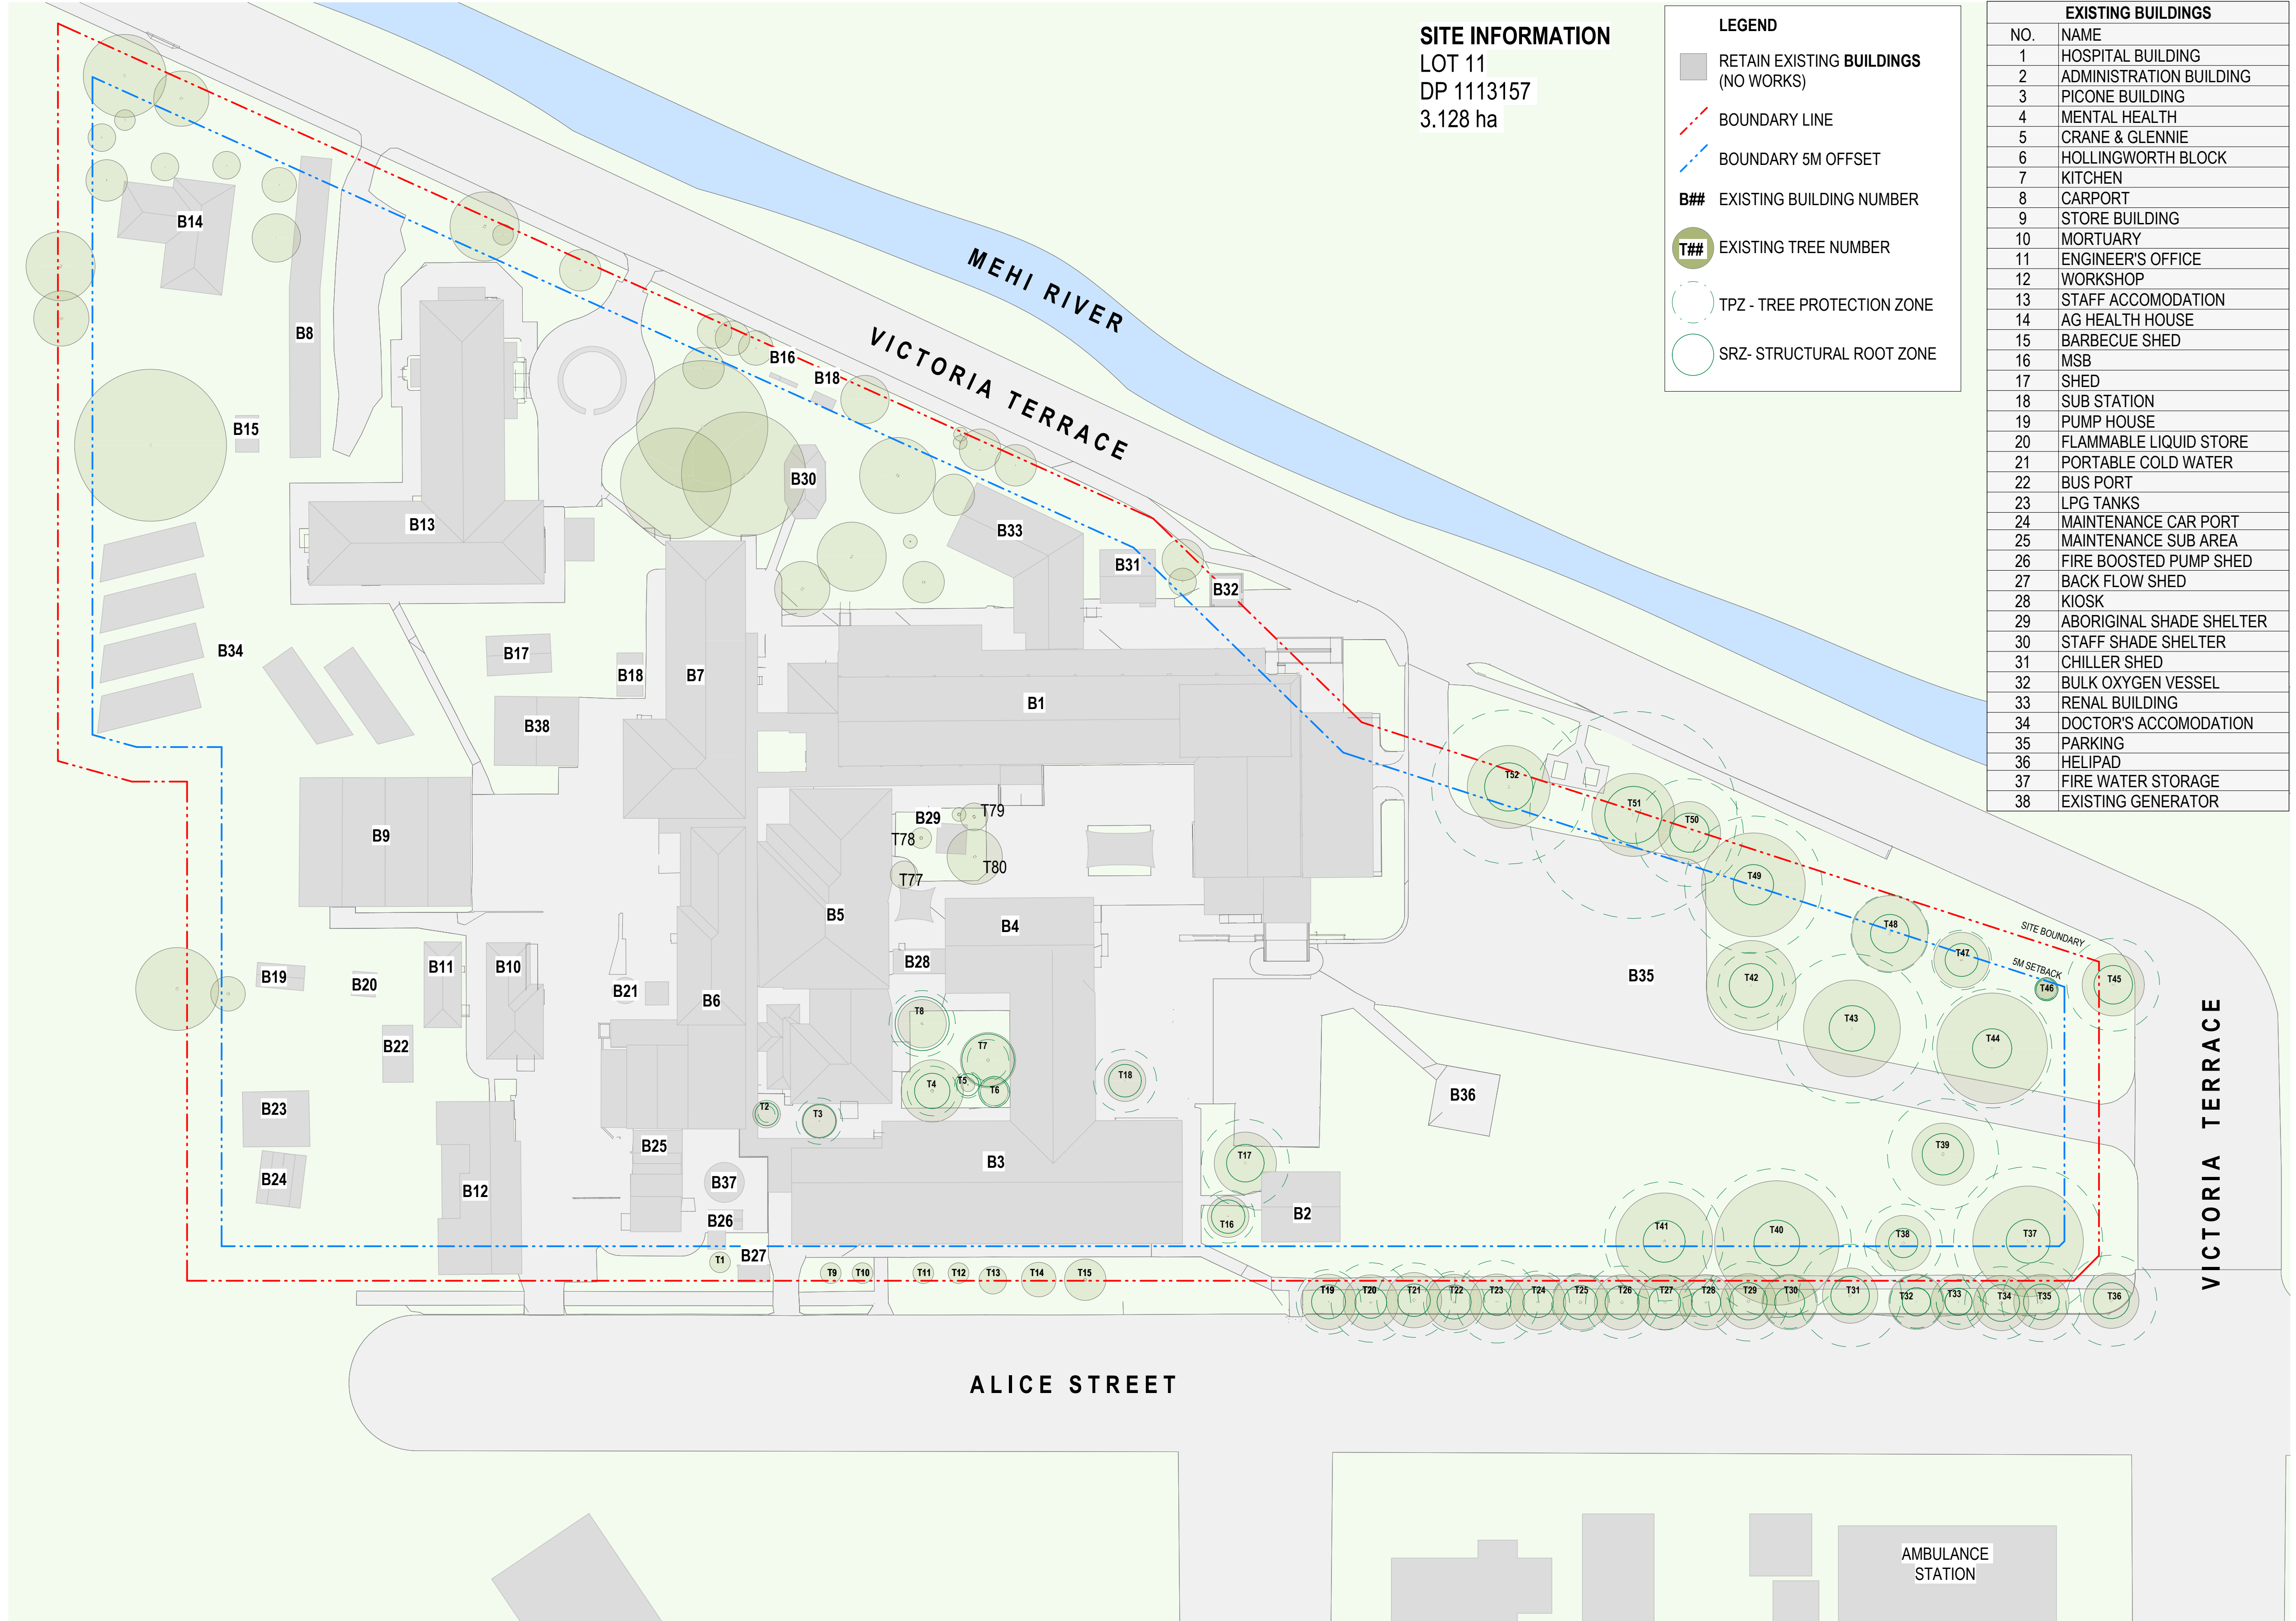 SITE INFORMATION
LOT 11
DP 1113157
3.128 ha
LEGEND
RETAIN EXISTING BUILDINGS
(NO WORKS)
BOUNDARY LINE
BOUNDARY 5M OFFSET
B## EXISTING BUILDING NUMBER
T## EXISTING TREE NUMBER
TPZ - TREE PROTECTION ZONE
SRZ- STRUCTURAL ROOT ZONE
EXISTING BUILDINGS
NO. NAME
1 HOSPITAL BUILDING
2 ADMINISTRATION BUILDING
3 PICONE BUILDING
4 MENTAL HEALTH
5 CRANE & GLENNIE
6 HOLLINGWORTH BLOCK
7 KITCHEN
8 CARPORT
9 STORE BUILDING
10 MORTUARY
11 ENGINEER'S OFFICE
12 WORKSHOP
13 STAFF ACCOMODATION
14 AG HEALTH HOUSE
15 BARBECUE SHED
16 MSB
17 SHED
18 SUB STATION
19 PUMP HOUSE
20 FLAMMABLE LIQUID STORE
21 PORTABLE COLD WATER
22 BUS PORT
23 LPG TANKS
24 MAINTENANCE CAR PORT
25 MAINTENANCE SUB AREA
26 FIRE BOOSTED PUMP SHED
27 BACK FLOW SHED
28 KIOSK
29 ABORIGINAL SHADE SHELTER
30 STAFF SHADE SHELTER
31 CHILLER SHED
32 BULK OXYGEN VESSEL
33 RENAL BUILDING
34 DOCTOR'S ACCOMODATION
35 PARKING
36 HELIPAD
37 FIRE WATER STORAGE
38 EXISTING GENERATOR
MEHI RIVER
VICTORIA TERRACE
B14
B8
B16
B18
B15
B30
B13
B33
B31
B32
B34
B17
B18
B7
B1
B38
T52
T51
T50
B9
B29
T79
T78
T80
T77
T49
B5
B4
T48
SITE BOUNDARY
T47
5M SETBACK
T46
T45
B28
B11
B10
B19
B20
B21
B6
B35
T42
T43
T44
T8
T7
T4
T5
T6
T18
B22
B36
T2
T3
B23
B25
B3
T17
T39
B24
B12
B37
B26
B27
T1
T16
B2
T41
T40
T38
T37
T9
T10
T11
T12
T13
T14
T15
T19
T20
T21
T22
T23
T24
T25
T26
T27
T28
T29
T30
T31
T32
T33
T34
T35
T36
VICTORIA TERRACE
ALICE STREET
AMBULANCE
STATION